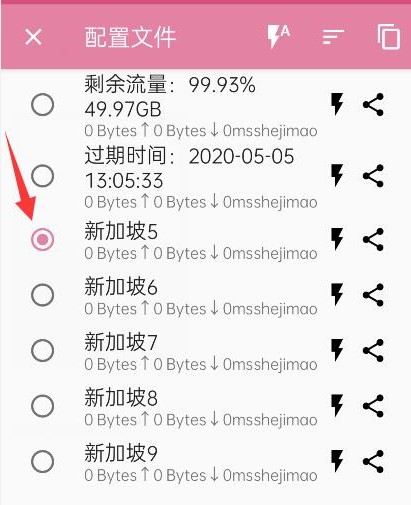 配置文件
A
剩余流量：99.93%
49.97GB
0 Bytes↑0 Bytes↓0msshejimao
过期时间：2020-05-05
13:05:33
0 Bytes↑0 Bytes↓0msshejimao
新加坡5
0 Bytes↑0 Bytes↓0msshejimao
新加坡6
0 Bytes↑0 Bytes↓0msshejimao
新加坡7
0 Bytes↑0 Bytes↓0msshejimao
新加坡8
0 Bytes↑0 Bytes↓0msshejimao
新加坡9
0 Bytes↑0 Bytes↓0msshejimao